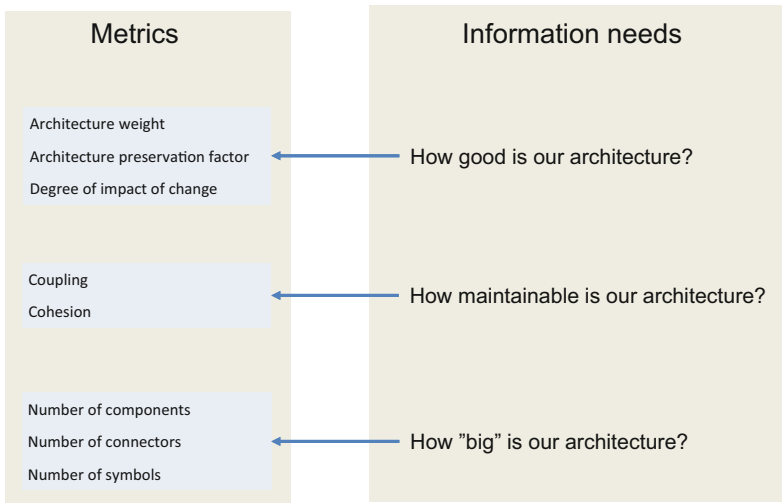 Metrics
Information needs
Architecture weight
Architecture preservation factor
Degree of impact of change
How good is our architecture?
Coupling
Cohesion
How maintainable is our architecture?
Number of components
Number of connectors
Number of symbols
How ”big” is our architecture?